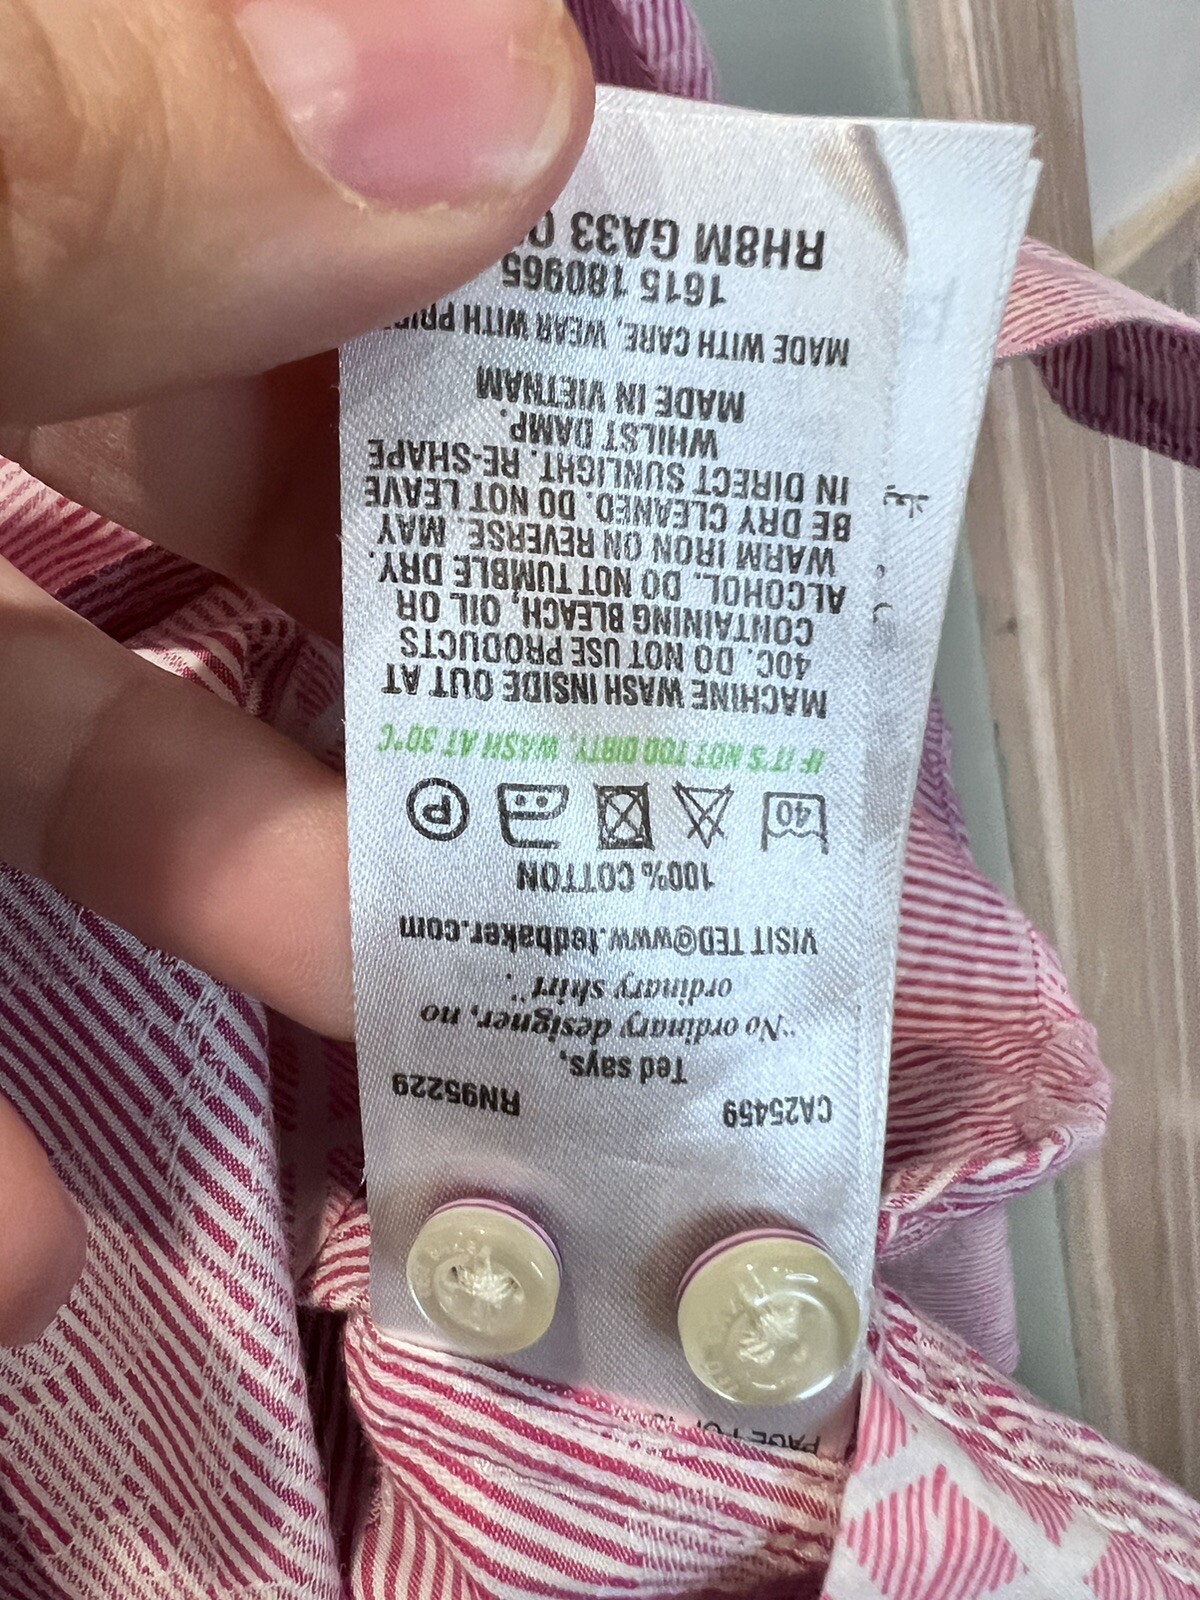 CA25459 RN95229
Ted says,
"No ordinary designer, no
ordinary shirt".
VISIT TED@www.tedbaker.com
100% COTTON
40 P
IF IT'S NOT TOO DIRTY, WASH AT 30°C
MACHINE WASH INSIDE OUT AT
40C. DO NOT USE PRODUCTS
CONTAINING BLEACH, OIL OR
ALCOHOL. DO NOT TUMBLE DRY.
WARM IRON ON REVERSE. MAY
BE DRY CLEANED. DO NOT LEAVE
IN DIRECT SUNLIGHT. RE-SHAPE
WHILST DAMP.
MADE IN VIETNAM
MADE WITH CARE, WEAR WITH PRIDE
1615 180965
RH8M GA33